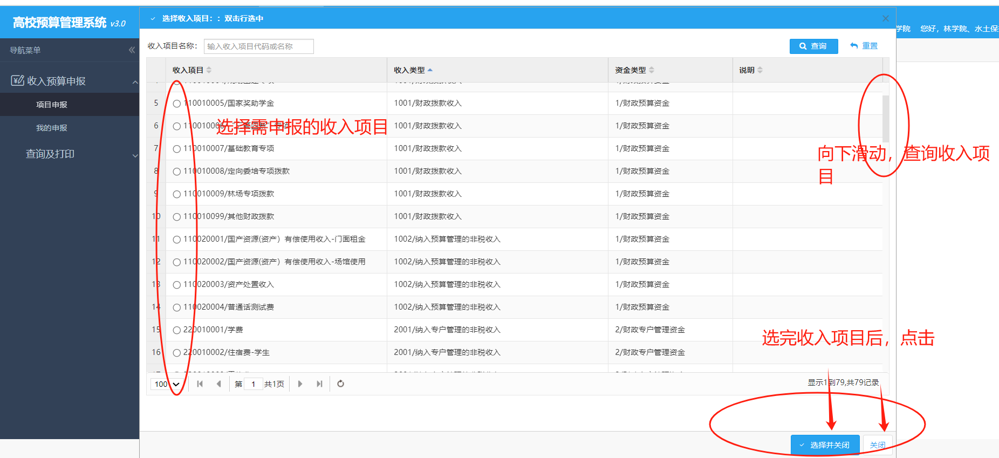 高校预算管理系统 v3.0
选择收入项目：：双击行选中
学院 您好，林学院、水土保
导航菜单
收入预算申报
项目申报
我的申报
查询及打印
收入项目名称： 输入收入项目代码或名称 查询 重置
收入项目 收入类型 资金类型 说明
5 110010005/国家奖助学金 1001/财政拨款收入 1/财政预算资金
6 110010006 专项 1001/财政拨款收入 1/财政预算资金
选择需申报的收入项目
7 110010007/基础教育专项 1001/财政拨款收入 1/财政预算资金
向下滑动，查询收入项
目
8 110010008/定向委培专项拨款 1001/财政拨款收入 1/财政预算资金
9 110010009/林场专项拨款 1001/财政拨款收入 1/财政预算资金
10 110010099/其他财政拨款 1001/财政拨款收入 1/财政预算资金
11 110020001/国产资源(资产）有偿使用收入-门面租金 1002/纳入预算管理的非税收入 1/财政预算资金
12 110020002/国产资源(资产）有偿使用收入-场馆使用 1002/纳入预算管理的非税收入 1/财政预算资金
13 110020003/资产处置收入 1002/纳入预算管理的非税收入 1/财政预算资金
14 110020004/普通话测试费 1002/纳入预算管理的非税收入 1/财政预算资金
15 220010001/学费 2001/纳入专户管理的非税收入 2/财政专户管理资金
选完收入项目后，点击
16 220010002/住宿费-学生 2001/纳入专户管理的非税收入 2/财政专户管理资金
100 第 1 共1页 显示1到79,共79记录
选择并关闭 关闭